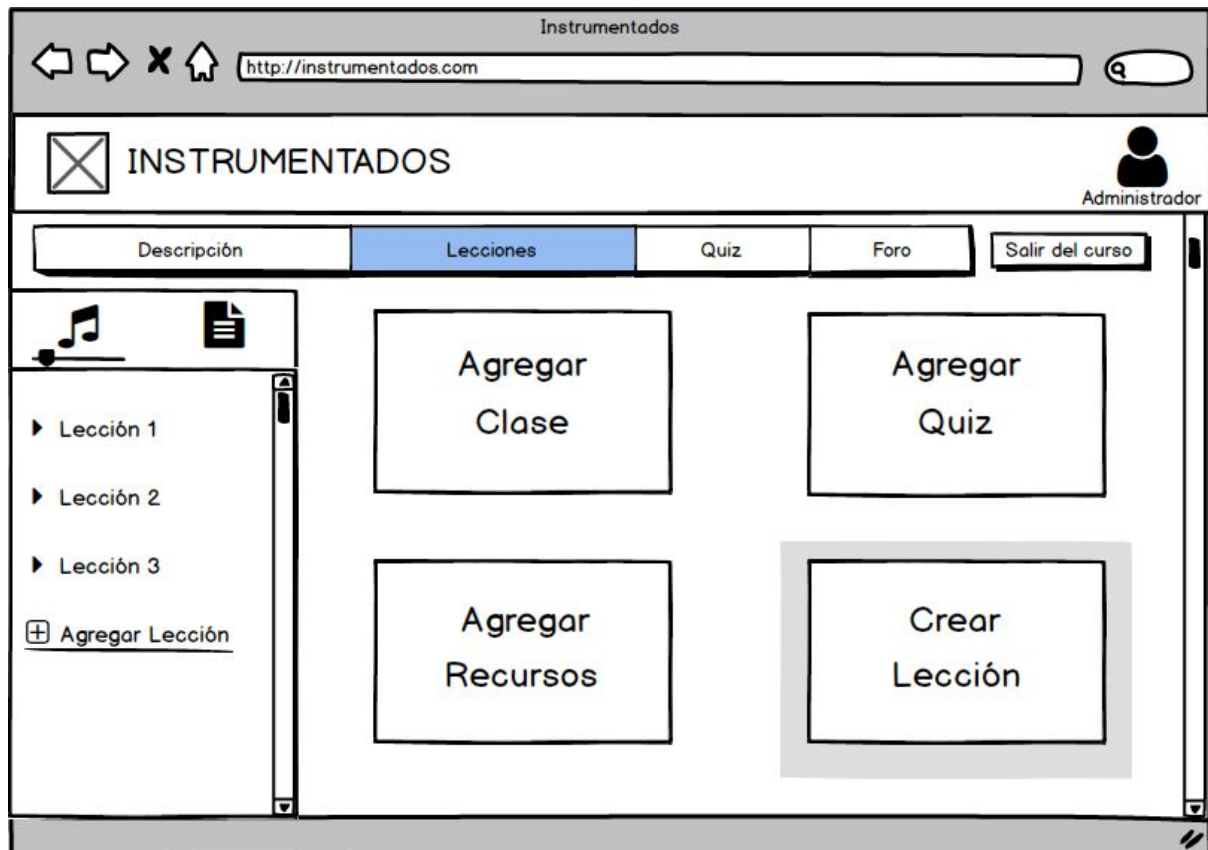 Instrumentados
http://instrumentados.com
INSTRUMENTADOS
Administrador
Descripción
Lecciones
Quiz
Foro
Salir del curso
Lección 1
Lección 2
Lección 3
Agregar Lección
Agregar
Clase
Agregar
Quiz
Agregar
Recursos
Crear
Lección